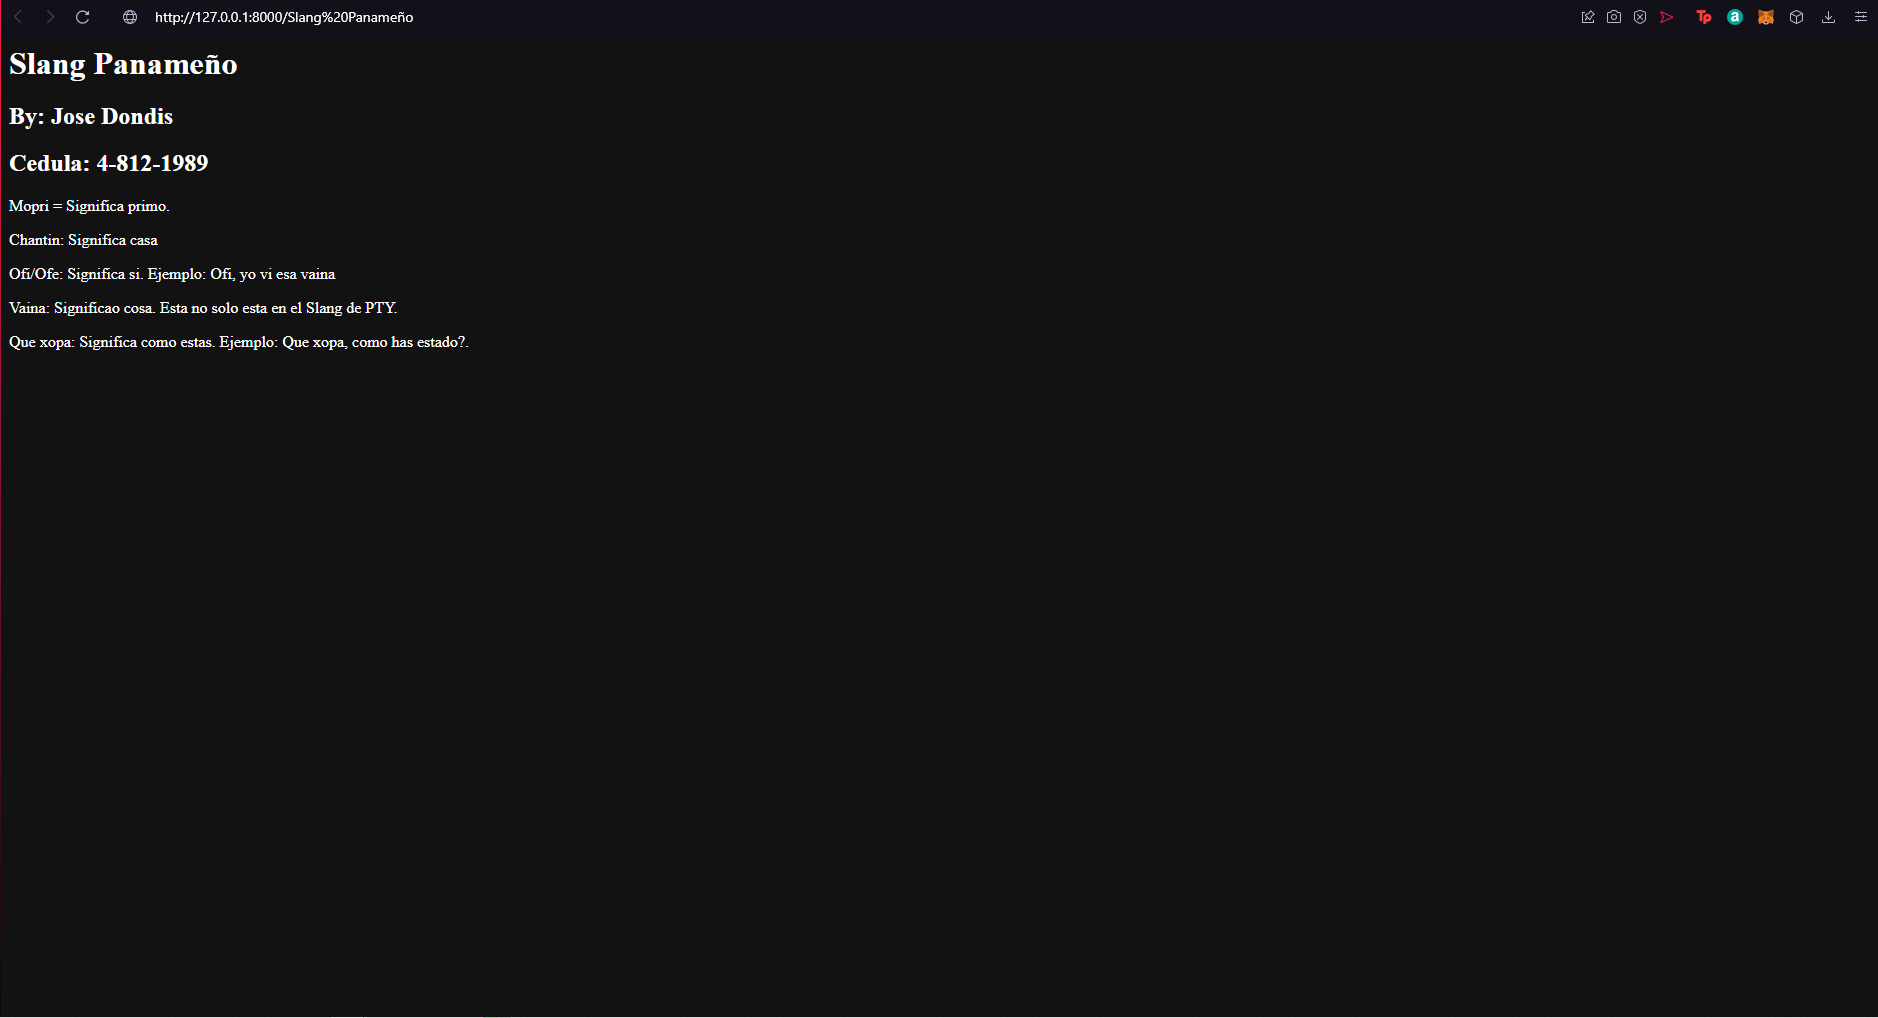 http://127.0.0.1:8000/Slang%20Panameño
Slang Panameño
By: Jose Dondis
Cedula: 4-812-1989
Mopri = Significa primo.
Chantin: Significa casa
Ofi/Ofe: Significa si. Ejemplo: Ofi, yo vi esa vaina
Vaina: Significao cosa. Esta no solo esta en el Slang de PTY.
Que xopa: Significa como estas. Ejemplo: Que xopa, como has estado?.